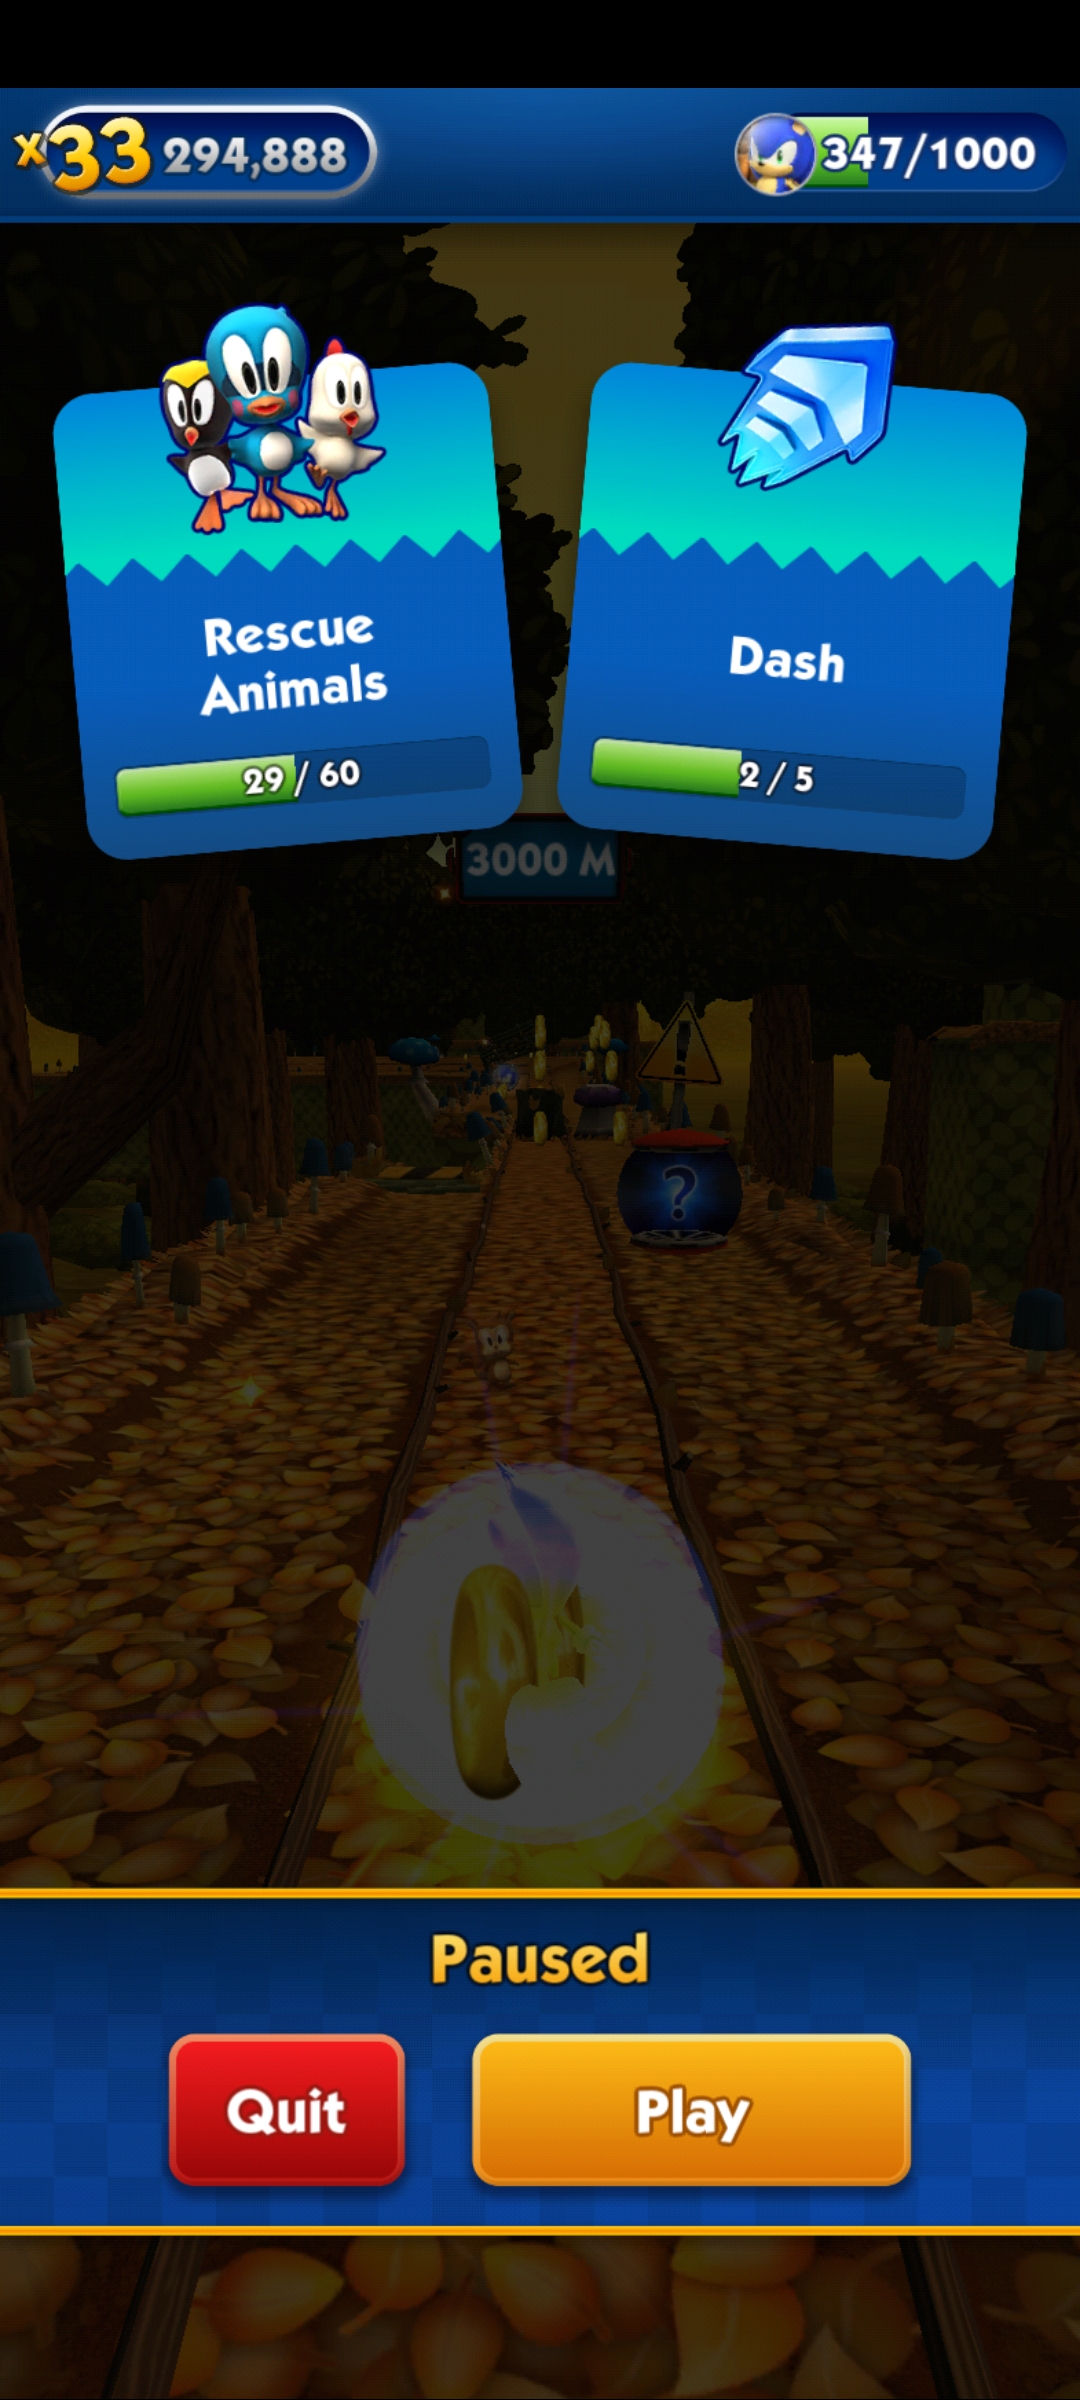 x33 294,888
347/1000
Rescue
Animals
29 / 60
Dash
2 / 5
3000 M
?
Paused
Quit
Play